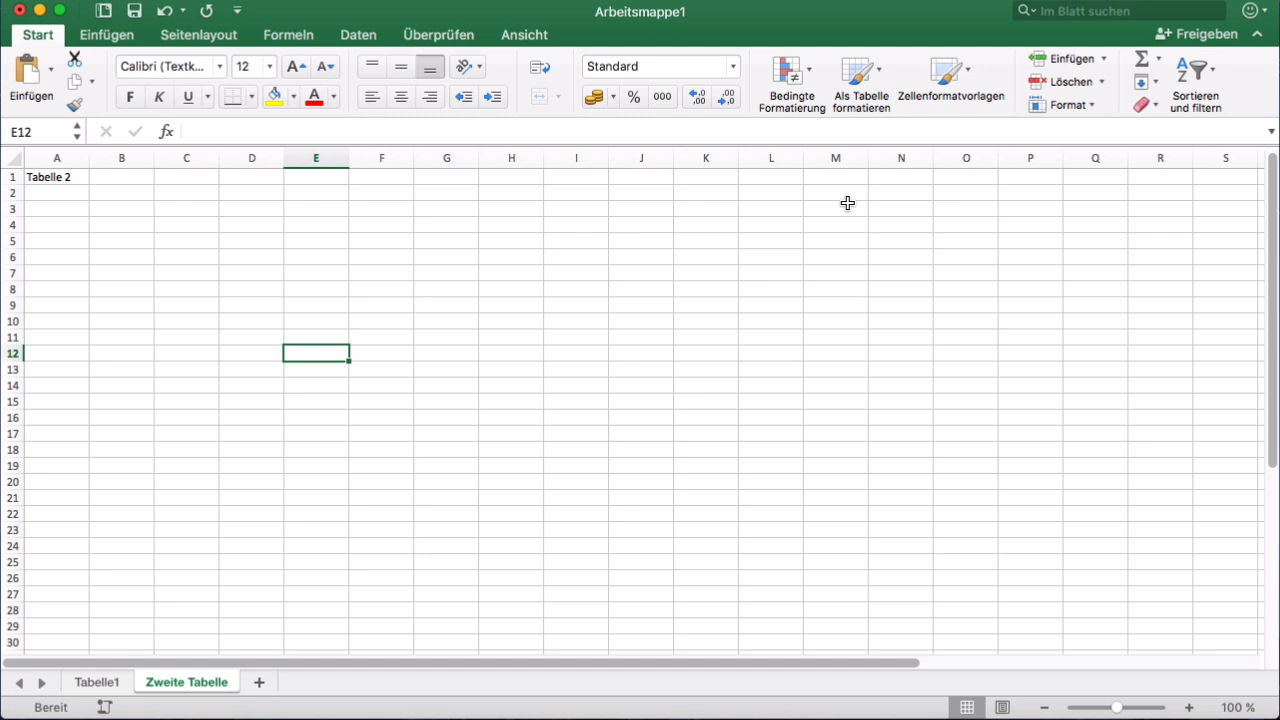 Arbeitsmappe1
Im Blatt suchen
Start Einfügen Seitenlayout Formeln Daten Überprüfen Ansicht Freigeben
Einfügen
Calibri (Textk... 12 A A
F K U A
Standard
% 000
Bedingte
Formatierung
Als Tabelle
formatieren
Zellenformatvorlagen
Einfügen
Löschen
Format
Sortieren
und filtern
E12 fx
A B C D E F G H I J K L M N O P Q R S
1 Tabelle 2
2
3
4
5
6
7
8
9
10
11
12
13
14
15
16
17
18
19
20
21
22
23
24
25
26
27
28
29
30
Tabelle1 Zweite Tabelle +
Bereit 100 %